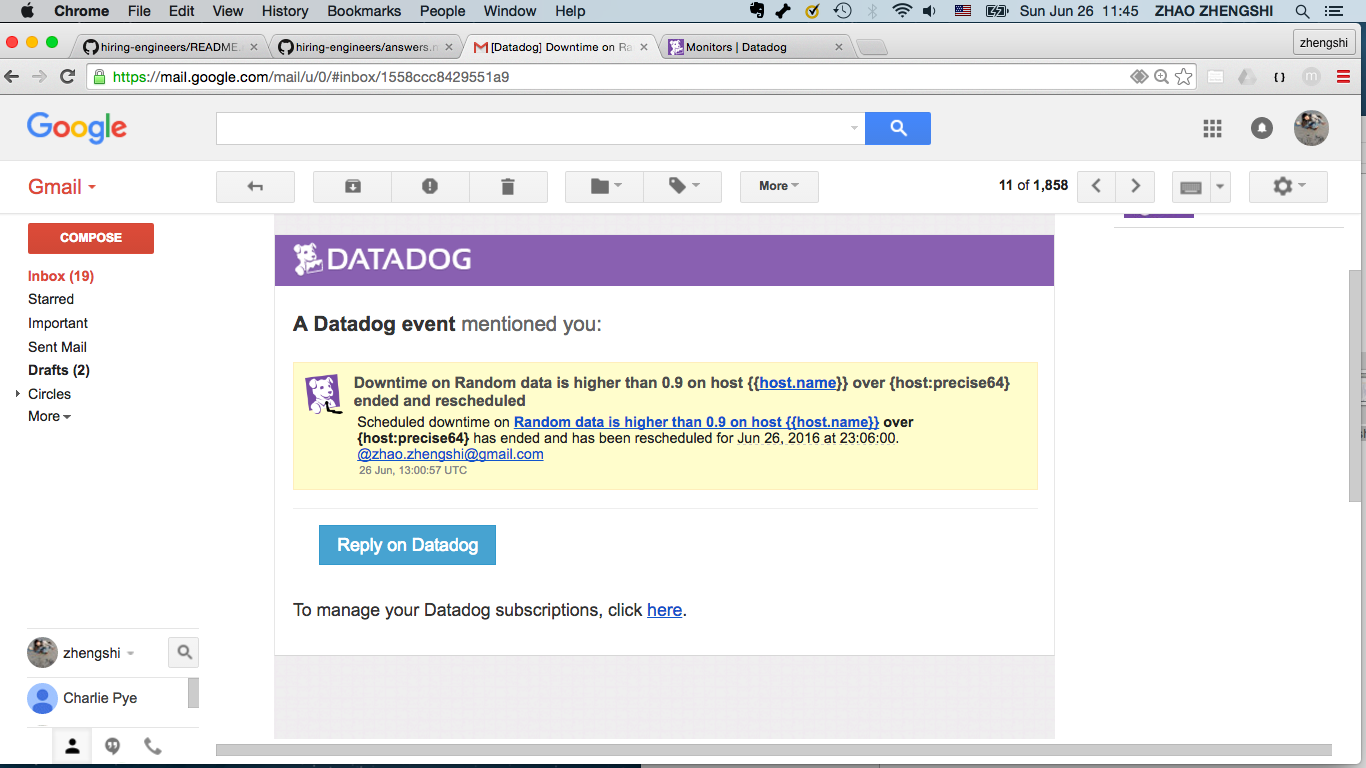 Chrome File Edit View History Bookmarks People Window Help Sun Jun 26 11:45 ZHAO ZHENGSHI
hiring-engineers/README. hiring-engineers/answers.m [Datadog] Downtime on Ra Monitors | Datadog zhengshi
https://mail.google.com/mail/u/0/#inbox/1558ccc8429551a9
Google
Gmail More 11 of 1,858
COMPOSE
Inbox (19)
Starred
Important
Sent Mail
Drafts (2)
Circles
More
DATADOG
A Datadog event mentioned you:
Downtime on Random data is higher than 0.9 on host {{host.name}} over {host:precise64}
ended and rescheduled
Scheduled downtime on Random data is higher than 0.9 on host {{host.name}} over
{host:precise64} has ended and has been rescheduled for Jun 26, 2016 at 23:06:00.
@zhao.zhengshi@gmail.com
26 Jun, 13:00:57 UTC
Reply on Datadog
To manage your Datadog subscriptions, click here.
zhengshi
Charlie Pye